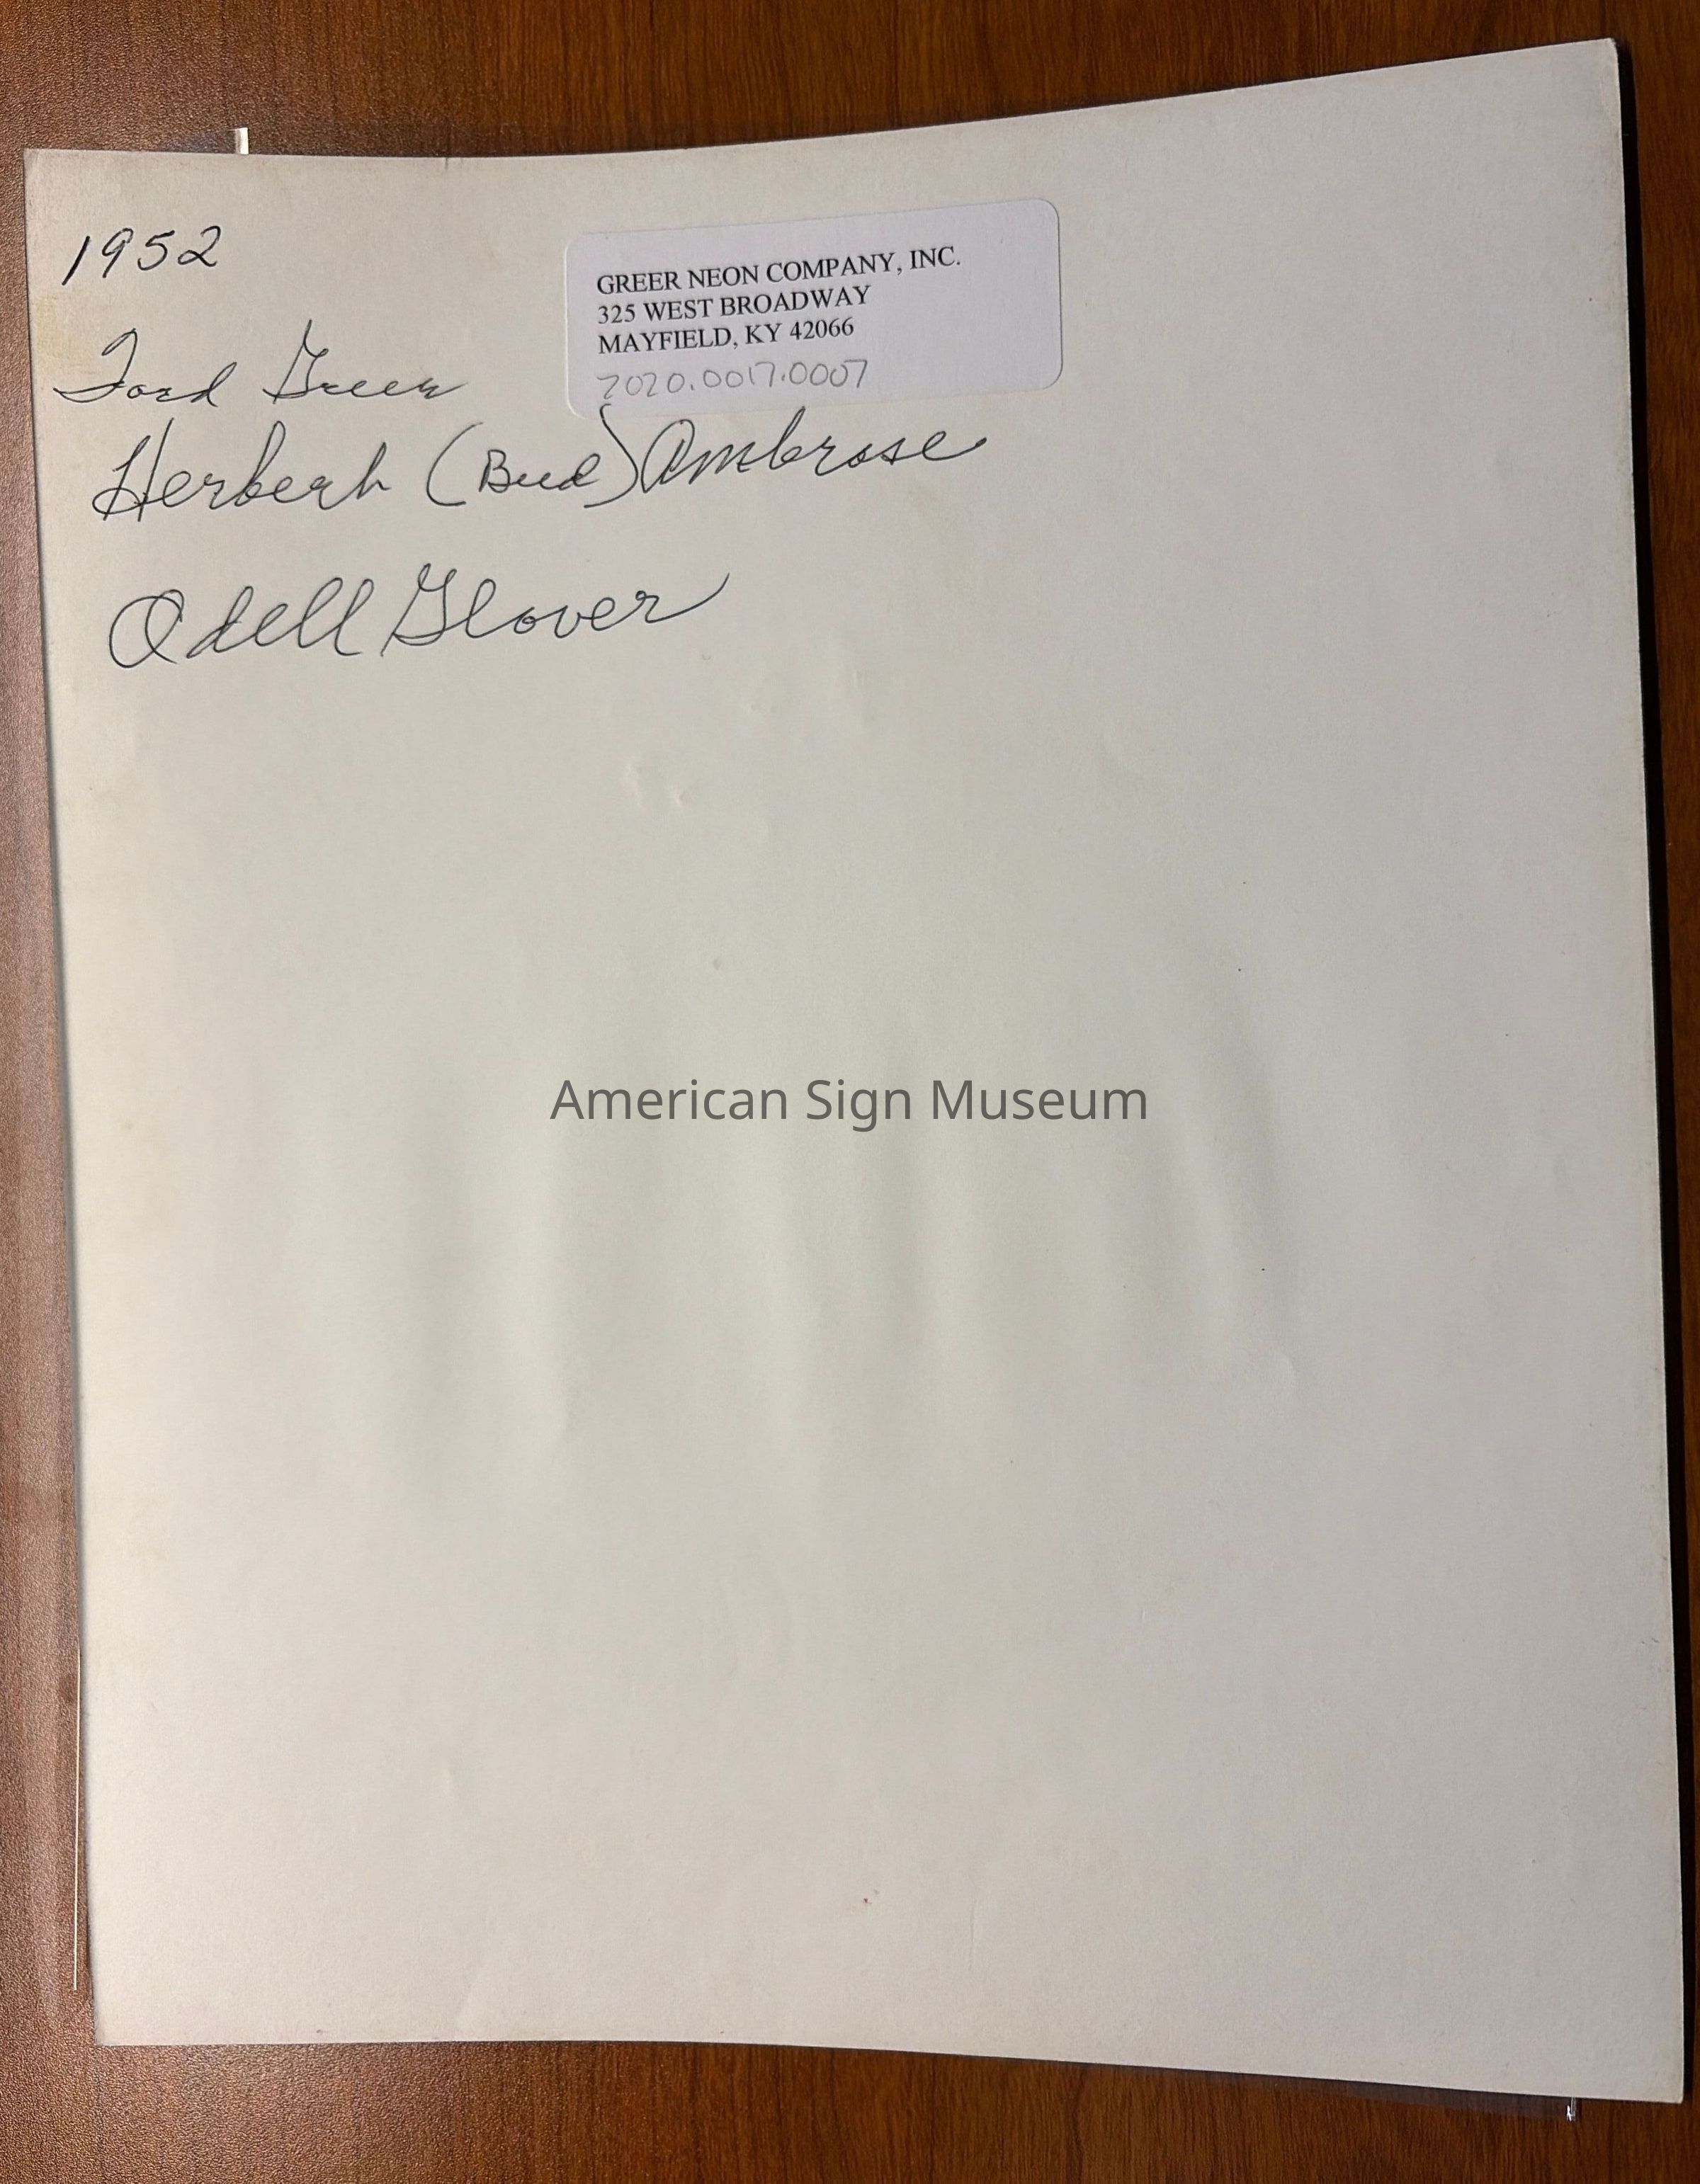 1952
GREER NEON COMPANY, INC.
325 WEST BROADWAY
MAYFIELD, KY 42066
2020.0017.0007
Ford Greer
Herbert (Bud) Ambrose
Odell Glover
American Sign Museum